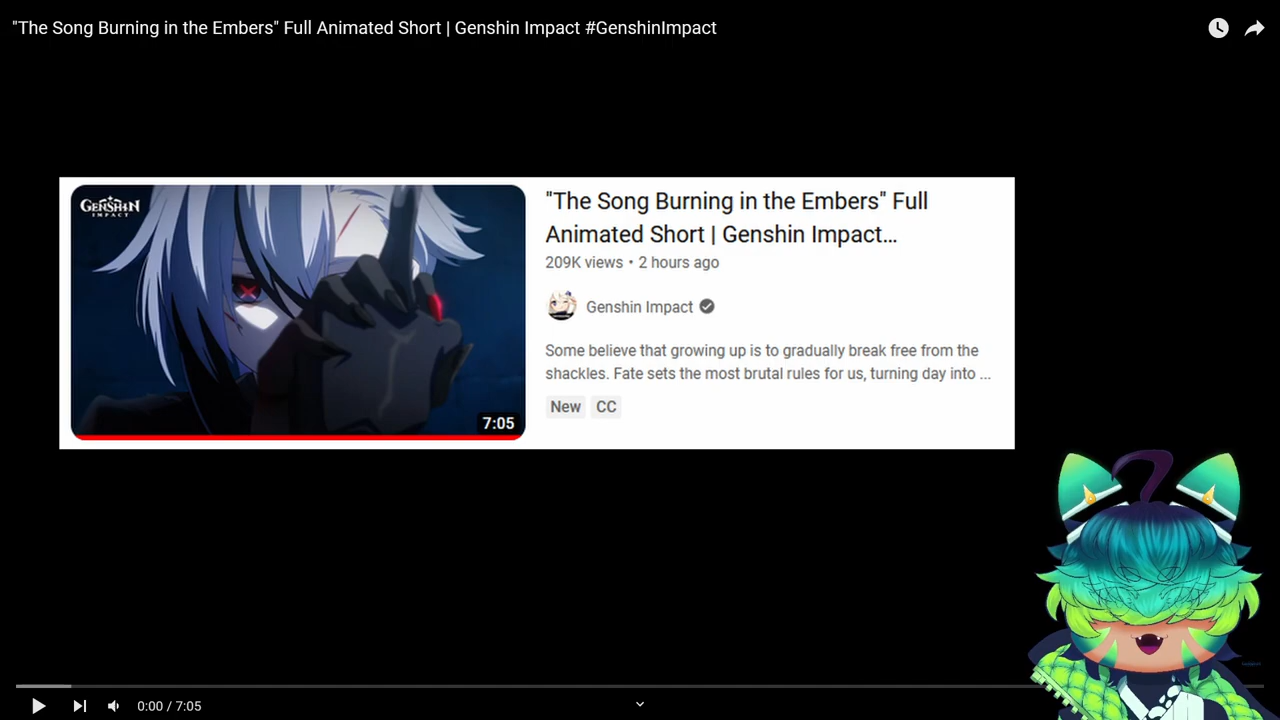 "The Song Burning in the Embers" Full Animated Short | Genshin Impact #GenshinImpact
GENSHIN
IMPACT
7:05
"The Song Burning in the Embers" Full
Animated Short | Genshin Impact...
209K views • 2 hours ago
Genshin Impact
Some believe that growing up is to gradually break free from the
shackles. Fate sets the most brutal rules for us, turning day into ...
New CC
0:00 / 7:05